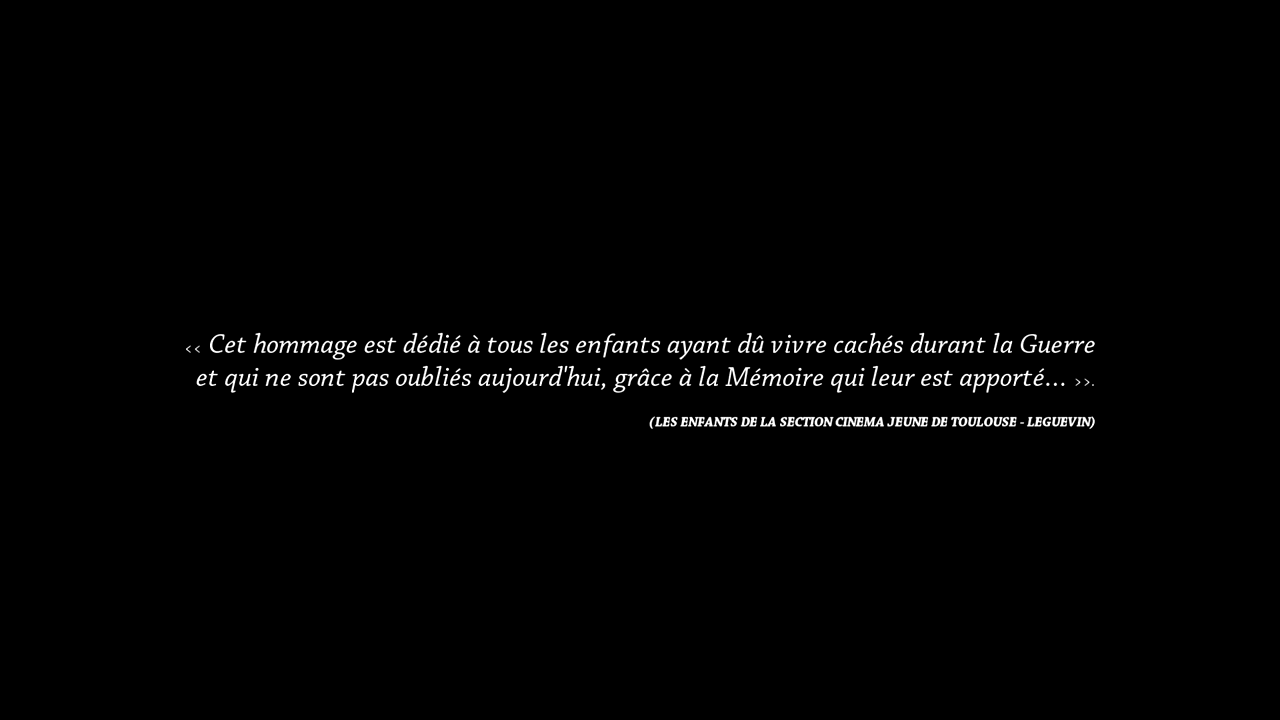 ‹‹ Cet hommage est dédié à tous les enfants ayant dû vivre cachés durant la Guerre
et qui ne sont pas oubliés aujourd'hui, grâce à la Mémoire qui leur est apporté... ››.
(LES ENFANTS DE LA SECTION CINEMA JEUNE DE TOULOUSE - LEGUEVIN)